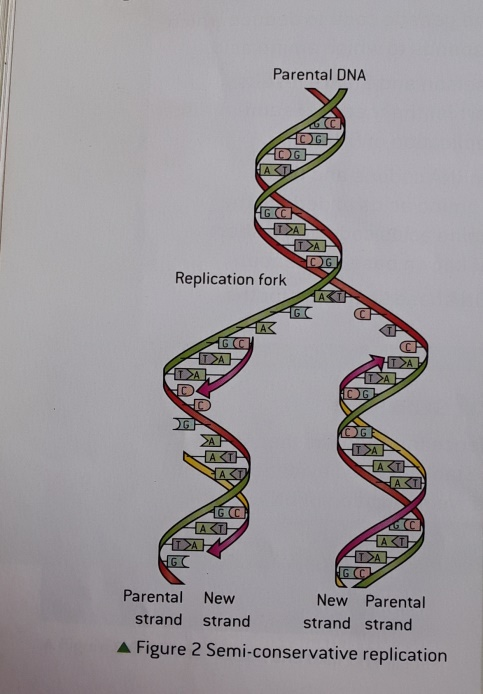 Parental DNA
G C
C G
C G
A T
G C
T A
T A
C G
Replication fork
A T
G C
A T
C
G C T A
T A T A
C C G
C
G C G
A T A
A T A T
A T A T
G C G C
A T A T
T A T A
G G C
Parental New New Parental
strand strand strand strand
▲ Figure 2 Semi-conservative replication